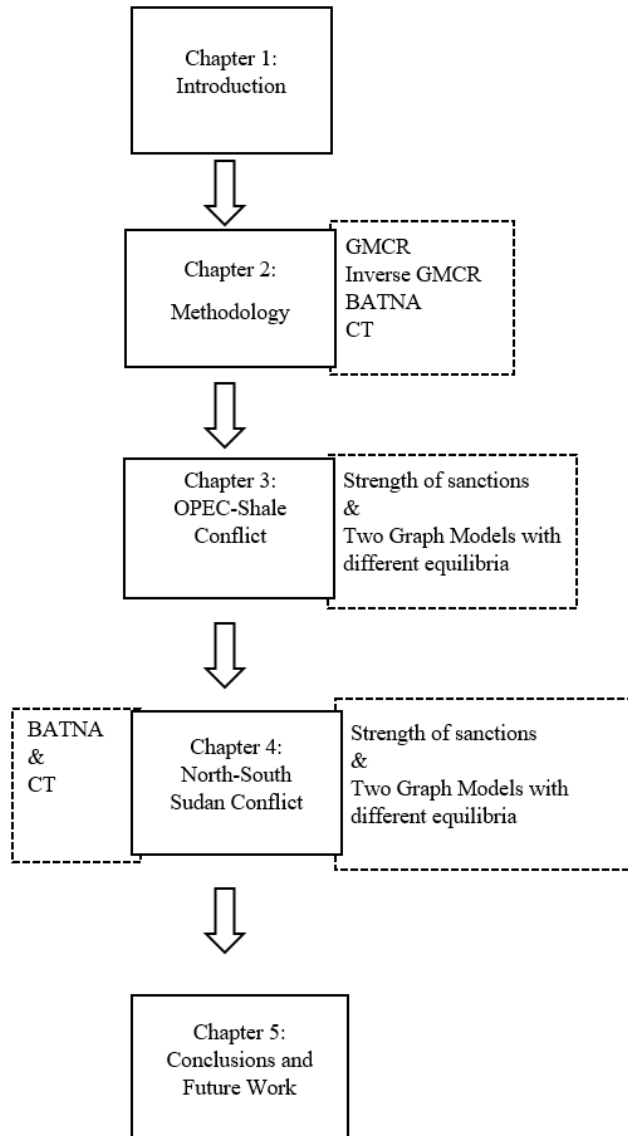 Chapter 1:
Introduction
Chapter 2:
Methodology
GMCR
Inverse GMCR
BATNA
CT
Chapter 3:
OPEC-Shale
Conflict
Strength of sanctions
&
Two Graph Models with
different equilibria
BATNA
&
CT
Chapter 4:
North-South
Sudan Conflict
Strength of sanctions
&
Two Graph Models with
different equilibria
Chapter 5:
Conclusions and
Future Work